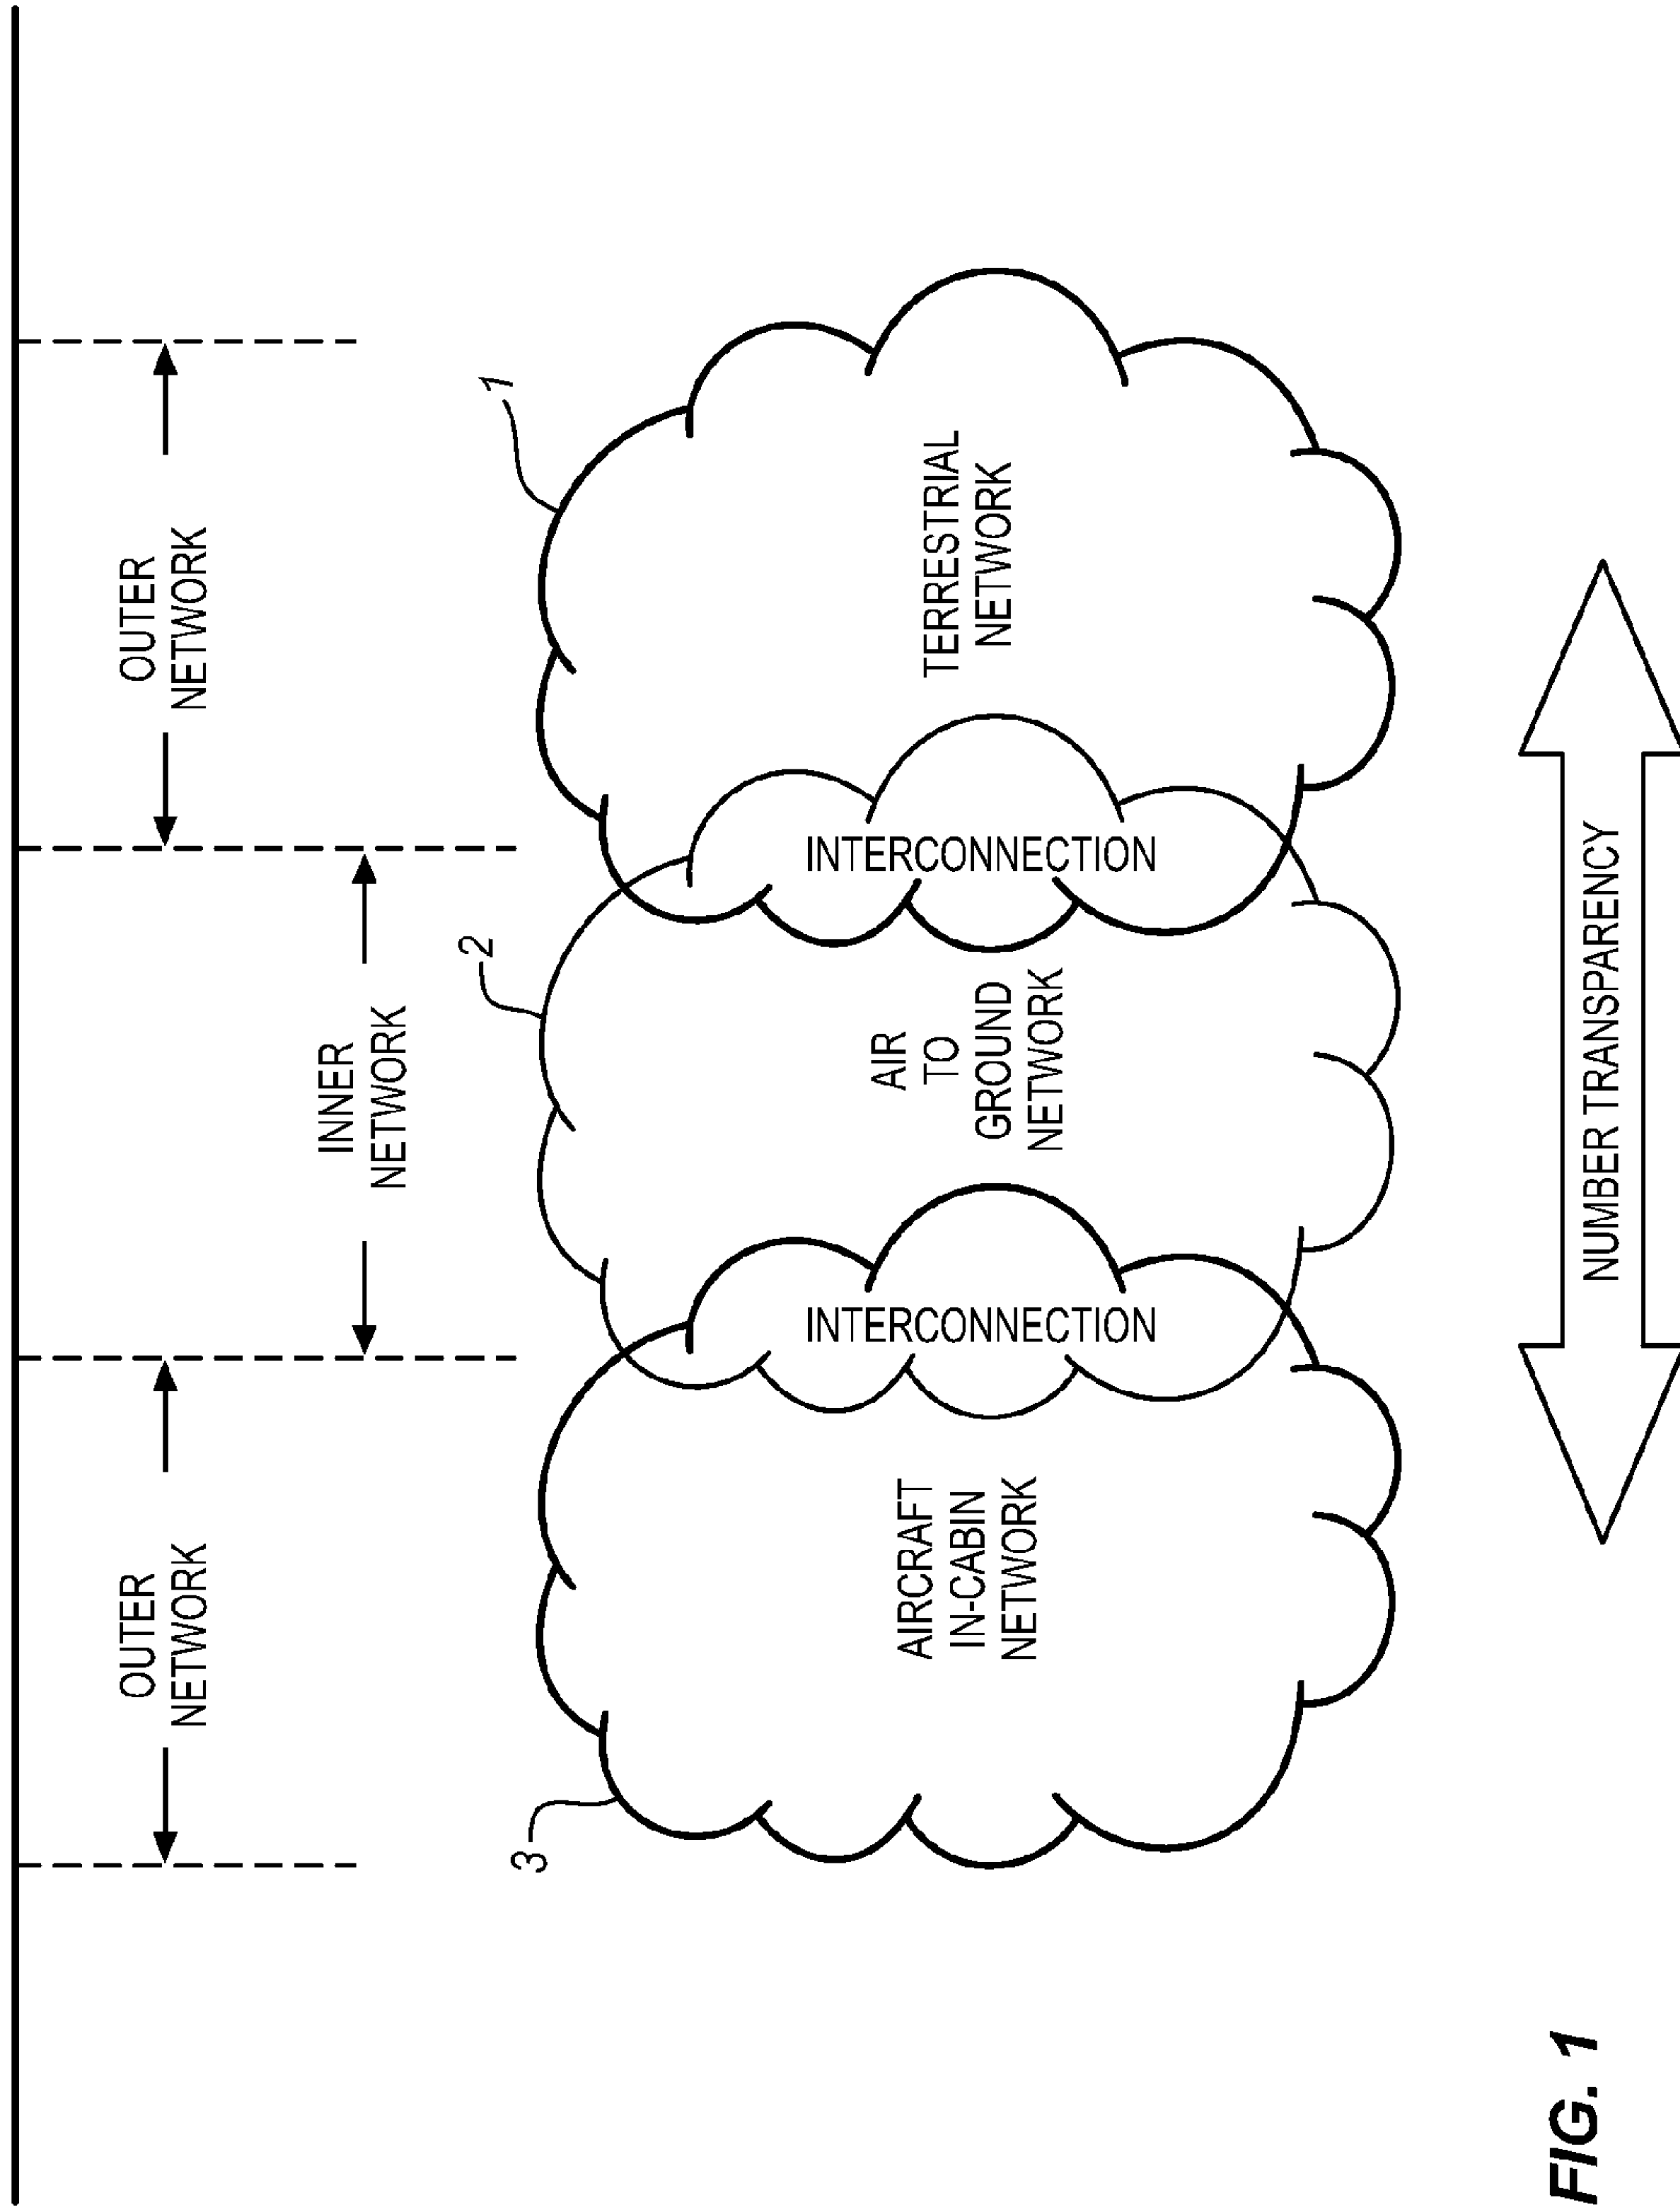 OUTER
NETWORK
INNER
NETWORK
OUTER
NETWORK
3
2
1
AIRCRAFT
IN-CABIN
NETWORK
INTERCONNECTION
AIR
TO
GROUND
NETWORK
INTERCONNECTION
TERRESTRIAL
NETWORK
NUMBER TRANSPARENCY
FIG. 1